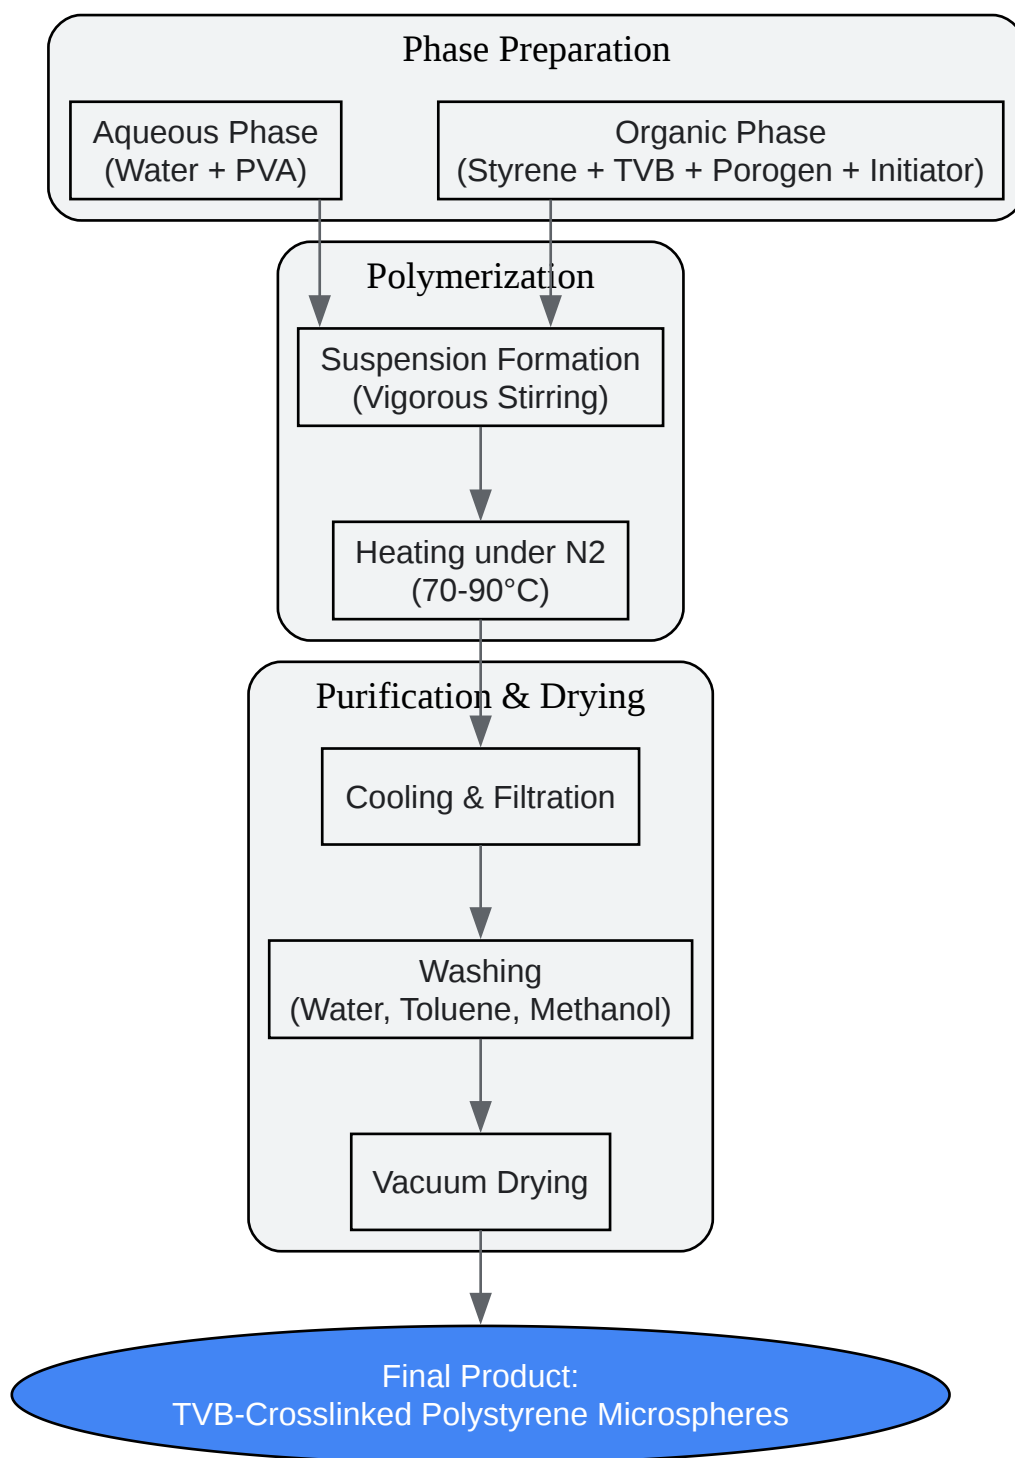 Phase Preparation
Aqueous Phase
(Water + PVA)
Organic Phase
(Styrene + TVB + Porogen + Initiator)
Polymerization
Suspension Formation
(Vigorous Stirring)
Heating under N2
(70-90°C)
Purification & Drying
Cooling & Filtration
Washing
(Water, Toluene, Methanol)
Vacuum Drying
Final Product:
TVB-Crosslinked Polystyrene Microspheres